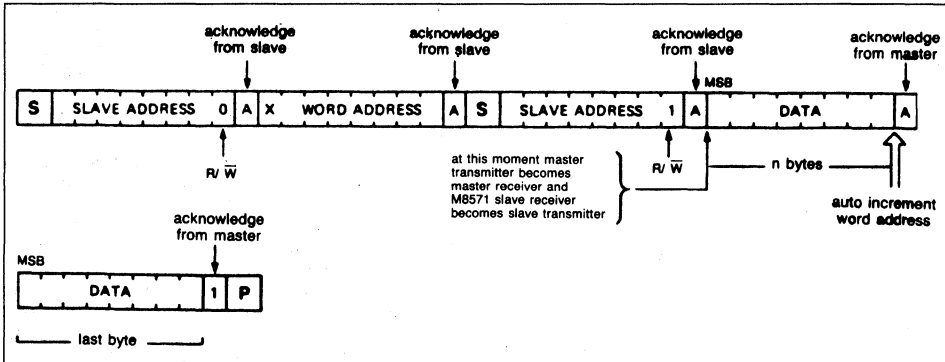 acknowledge
from slave
acknowledge
from slave
acknowledge
from slave
acknowledge
from master
MSB
S SLAVE ADDRESS 0 A X WORD ADDRESS A S SLAVE ADDRESS 1 A DATA A
R/ W̅
R/ W̅
at this moment master
transmitter becomes
master receiver and
M8571 slave receiver
becomes slave transmitter
n bytes
auto increment
word address
acknowledge
from master
MSB
DATA 1 P
last byte